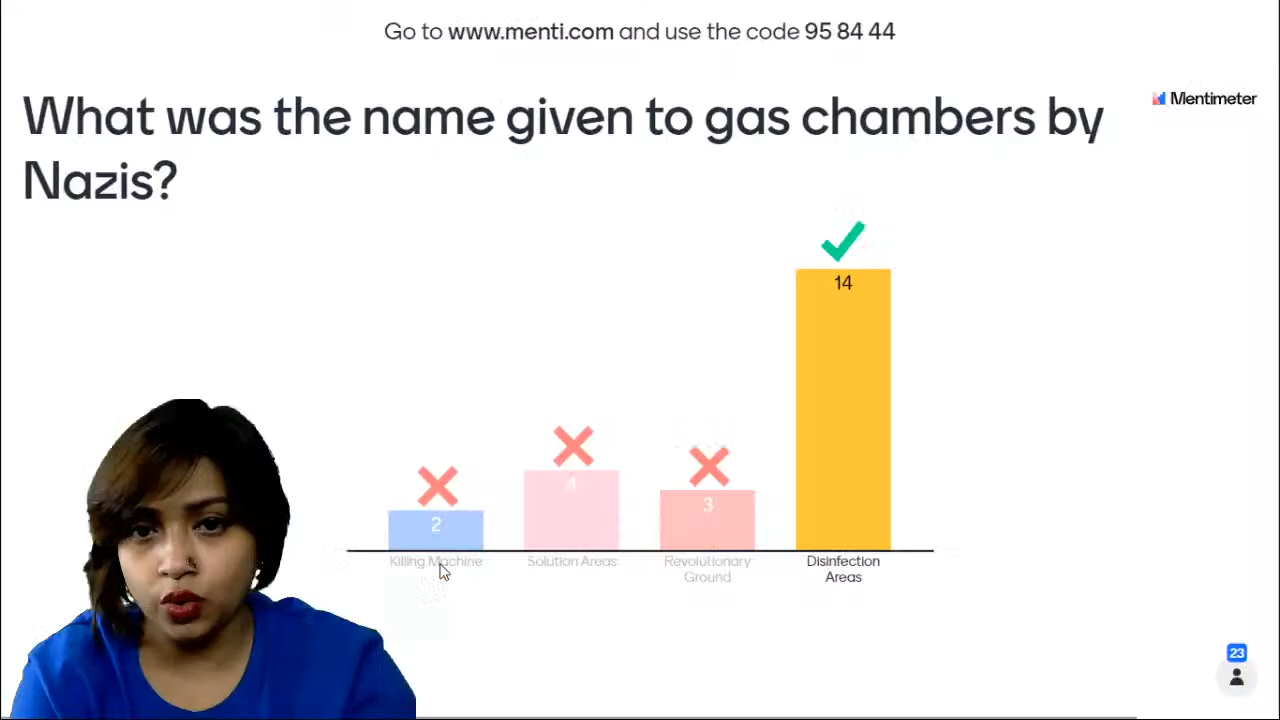 Go to www.menti.com and use the code 95 84 44
What was the name given to gas chambers by
Nazis?
Mentimeter
14
4
3
2
Killing Machine
Solution Areas
Revolutionary
Ground
Disinfection
Areas
23